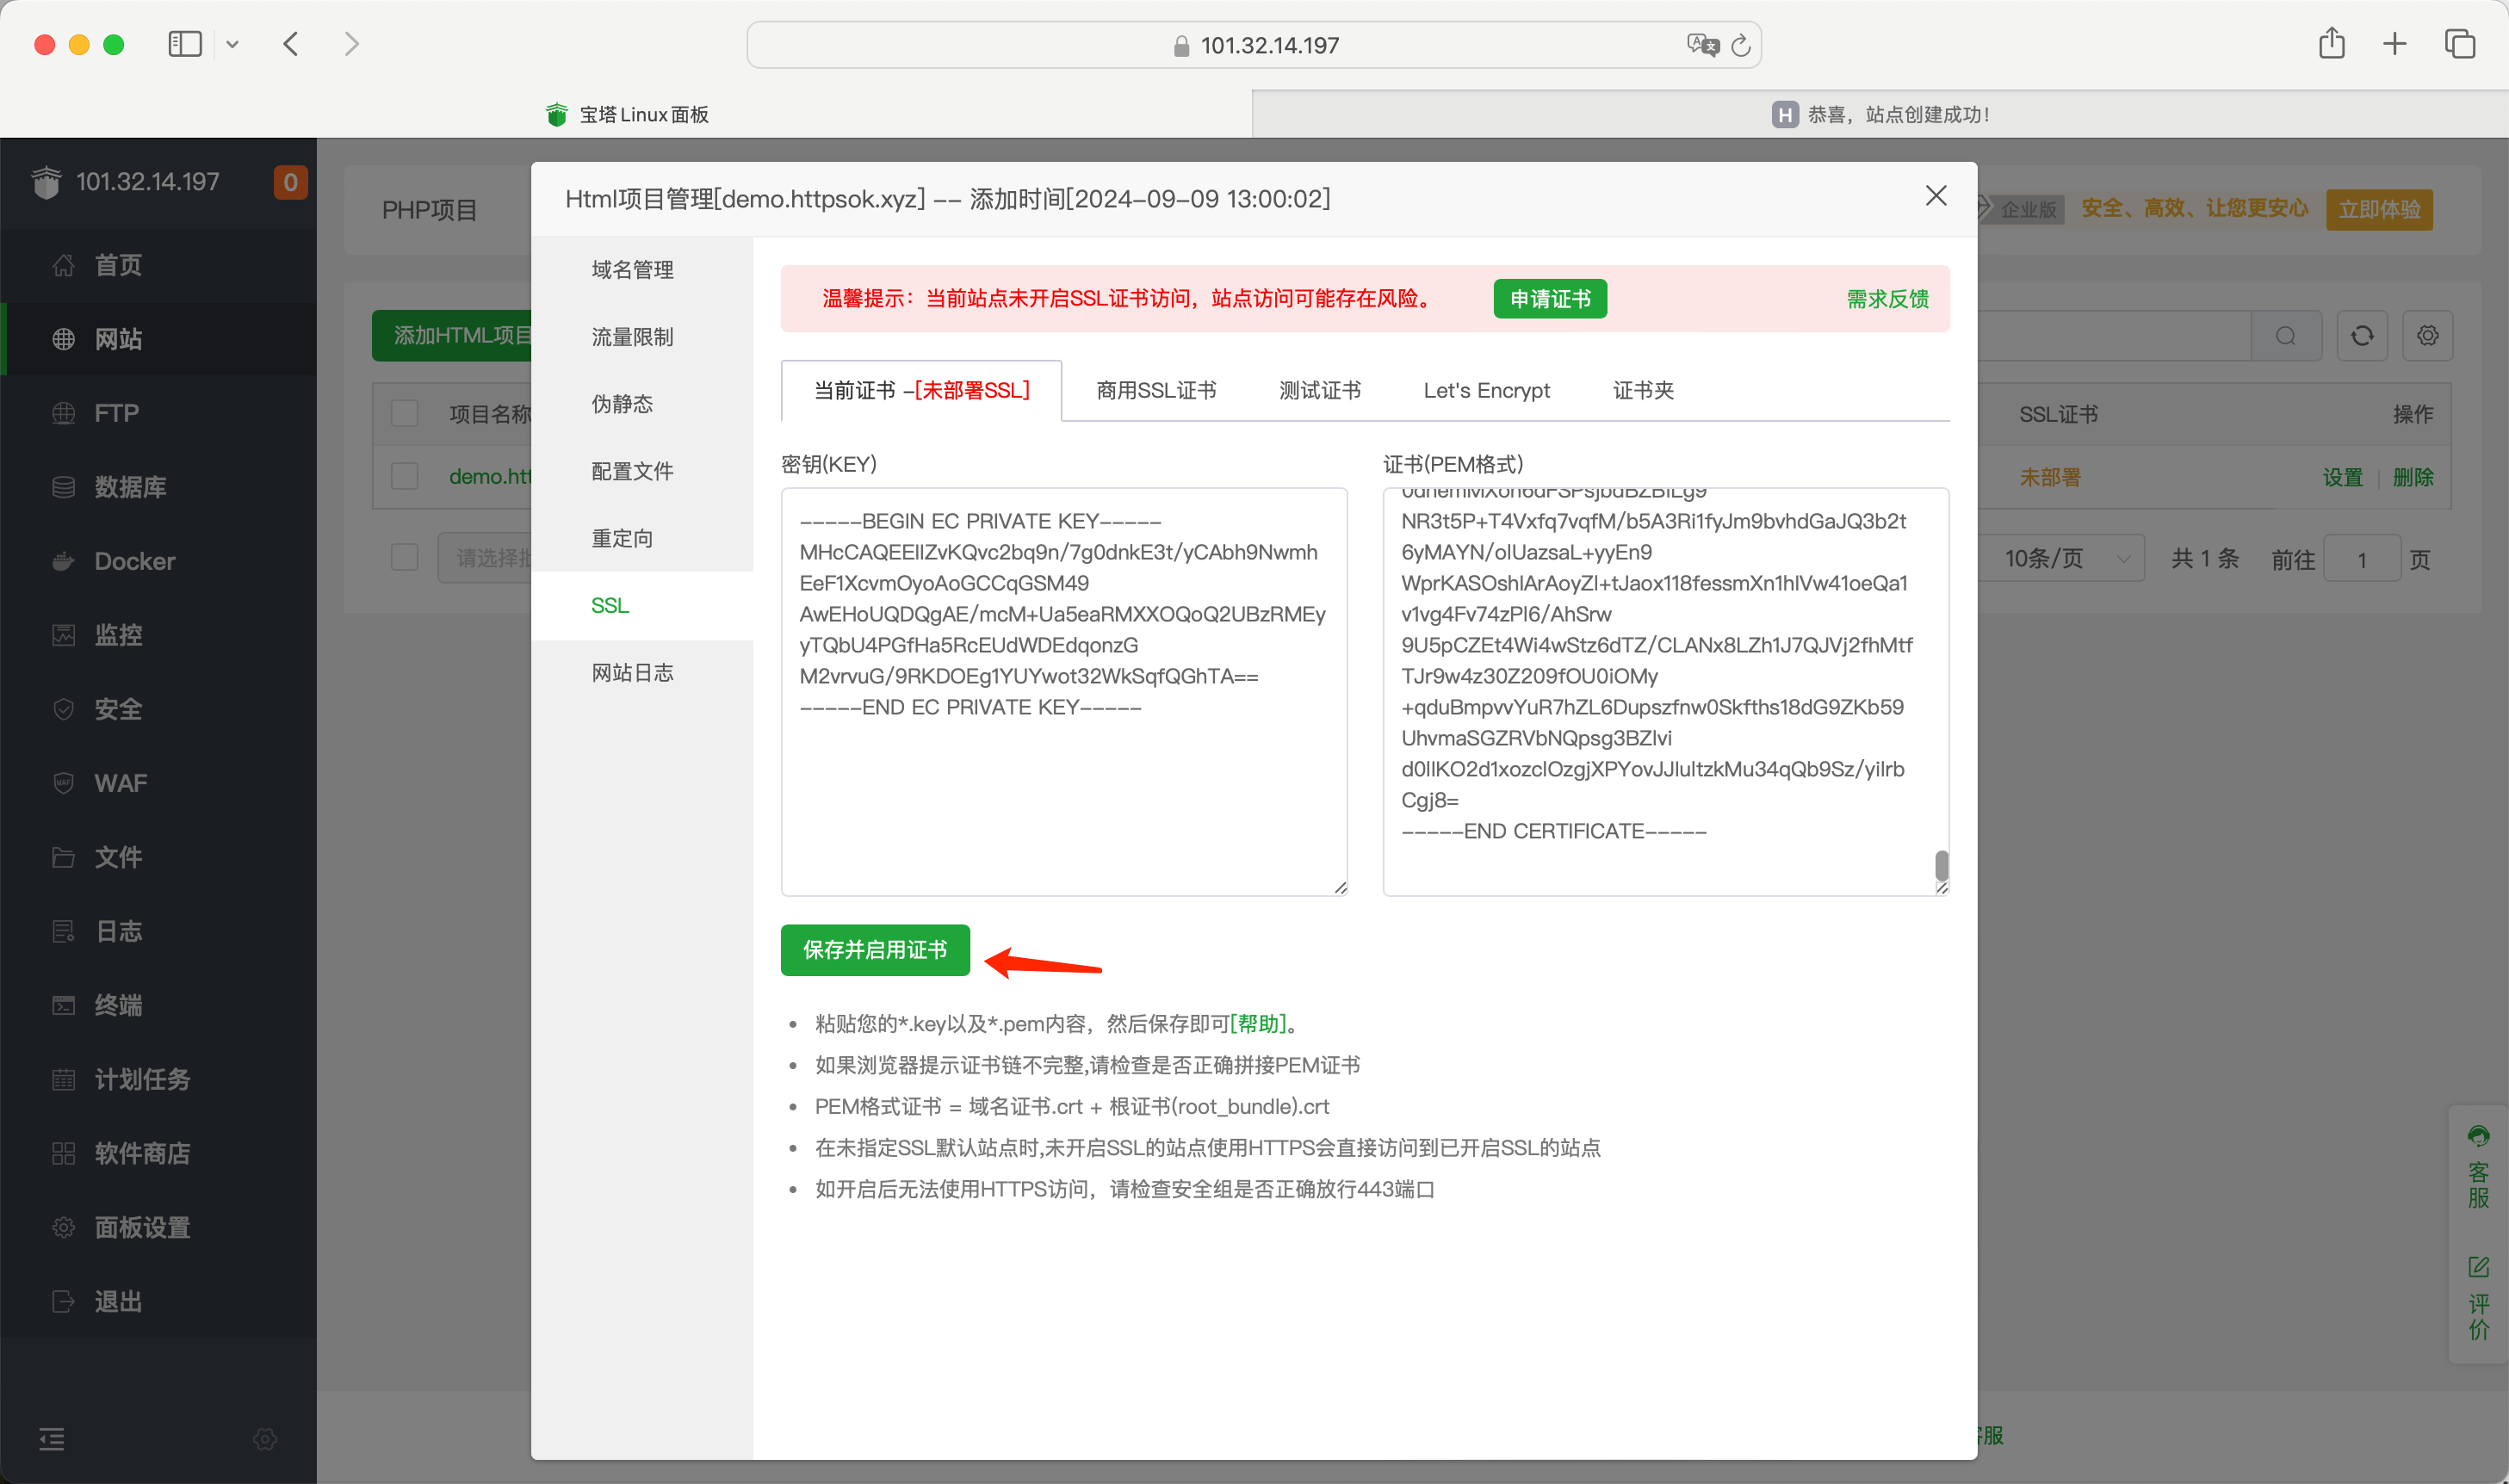 101.32.14.197
宝塔Linux面板
H 恭喜，站点创建成功！
101.32.14.197
0
首页
网站
FTP
数据库
Docker
监控
安全
WAF
文件
日志
终端
计划任务
软件商店
面板设置
退出
PHP项目
企业版
安全、高效、让您更安心
立即体验
添加HTML项目
项目名称
SSL证书
操作
demo.htt
未部署
设置
删除
请选择批
10条/页
共 1 条
前往
1
页
Html项目管理[demo.httpsok.xyz] -- 添加时间[2024-09-09 13:00:02]
域名管理
流量限制
伪静态
配置文件
重定向
SSL
网站日志
温馨提示：当前站点未开启SSL证书访问，站点访问可能存在风险。
申请证书
需求反馈
当前证书 -[未部署SSL]
商用SSL证书
测试证书
Let's Encrypt
证书夹
密钥(KEY)
-----BEGIN EC PRIVATE KEY-----
MHcCAQEEIIZvKQvc2bq9n/7g0dnkE3t/yCAbh9Nwmh
EeF1XcvmOyoAoGCCqGSM49
AwEHoUQDQgAE/mcM+Ua5eaRMXXOQoQ2UBzRMEy
yTQbU4PGfHa5RcEUdWDEdqonzG
M2vrvuG/9RKDOEg1YUYwot32WkSqfQGhTA==
-----END EC PRIVATE KEY-----
证书(PEM格式)
NR3t5P+T4Vxfq7vqfM/b5A3Ri1fyJm9bvhdGaJQ3b2t
6yMAYN/olUazsaL+yyEn9
WprKASOshlArAoyZl+tJaox118fessmXn1hlVw41oeQa1
v1vg4Fv74zPl6/AhSrw
9U5pCZEt4Wi4wStz6dTZ/CLANx8LZh1J7QJVj2fhMtf
TJr9w4z30Z209fOU0iOMy
+qduBmpvvYuR7hZL6Dupszfnw0Skfths18dG9ZKb59
UhvmaSGZRVbNQpsg3BZIvi
d0llKO2d1xozclOzgjXPYovJJlultzkMu34qQb9Sz/yilrb
Cgj8=
-----END CERTIFICATE-----
保存并启用证书
粘贴您的*.key以及*.pem内容，然后保存即可[帮助]。
如果浏览器提示证书链不完整,请检查是否正确拼接PEM证书
PEM格式证书 = 域名证书.crt + 根证书(root_bundle).crt
在未指定SSL默认站点时,未开启SSL的站点使用HTTPS会直接访问到已开启SSL的站点
如开启后无法使用HTTPS访问，请检查安全组是否正确放行443端口
客服
评价
服